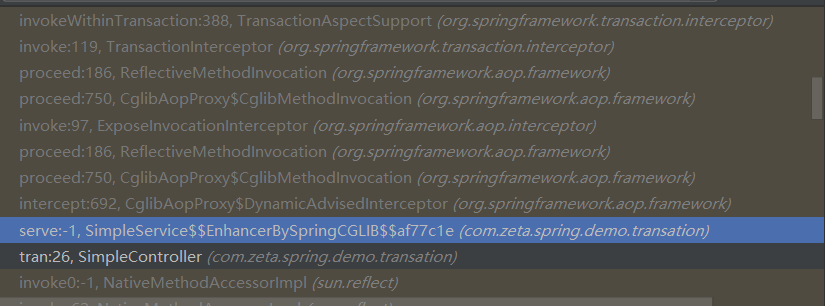 invokeWithinTransaction:388, TransactionAspectSupport (org.springframework.transaction.interceptor)
invoke:119, TransactionInterceptor (org.springframework.transaction.interceptor)
proceed:186, ReflectiveMethodInvocation (org.springframework.aop.framework)
proceed:750, CglibAopProxy$CglibMethodInvocation (org.springframework.aop.framework)
invoke:97, ExposeInvocationInterceptor (org.springframework.aop.interceptor)
proceed:186, ReflectiveMethodInvocation (org.springframework.aop.framework)
proceed:750, CglibAopProxy$CglibMethodInvocation (org.springframework.aop.framework)
intercept:692, CglibAopProxy$DynamicAdvisedInterceptor (org.springframework.aop.framework)
serve:-1, SimpleService$$EnhancerBySpringCGLIB$$af77c1e (com.zeta.spring.demo.transation)
tran:26, SimpleController (com.zeta.spring.demo.transation)
invoke0:-1, NativeMethodAccessorImpl (sun.reflect)